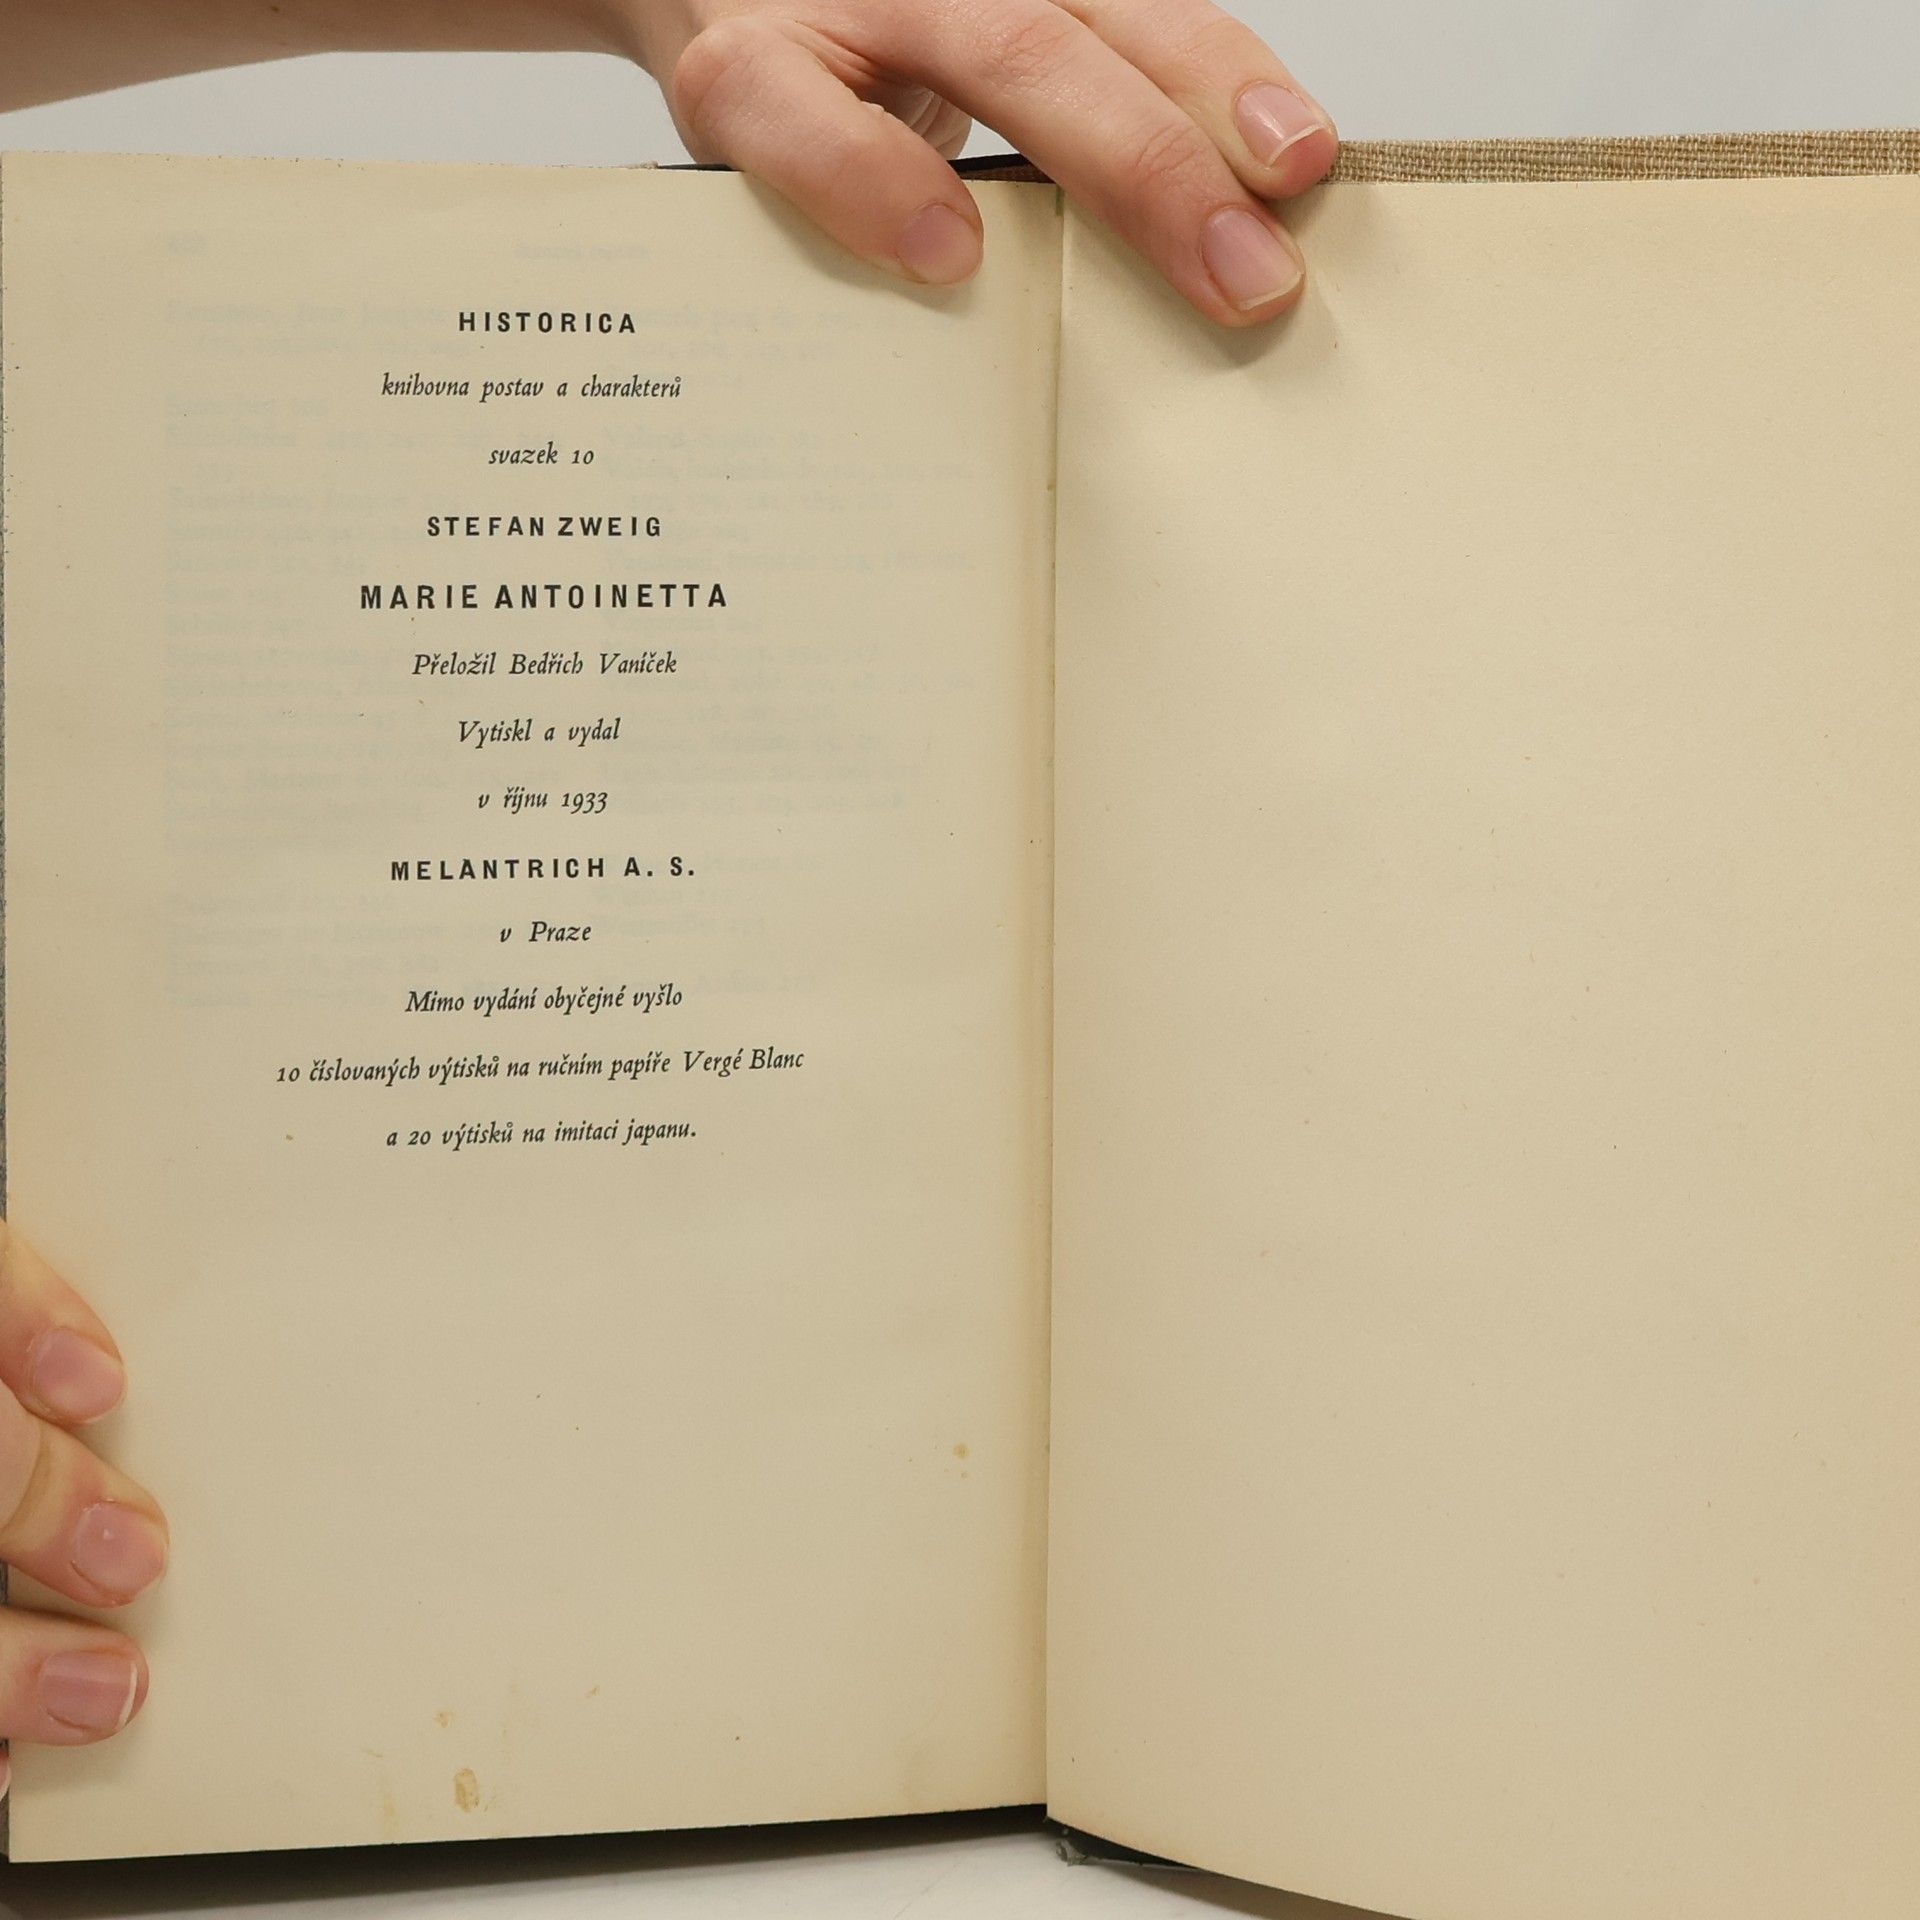 HISTORICA
knihovna postav a charakterů
svazek 10
STEFAN ZWEIG
MARIE ANTOINETTA
Přeložil Bedřich Vaníček
Vytiskl a vydal
v říjnu 1933
MELANTRICH A. S.
v Praze
Mimo vydání obyčejné vyšlo
10 číslovaných výtisků na ručním papíře Vergé Blanc
a 20 výtisků na imitaci japanu.